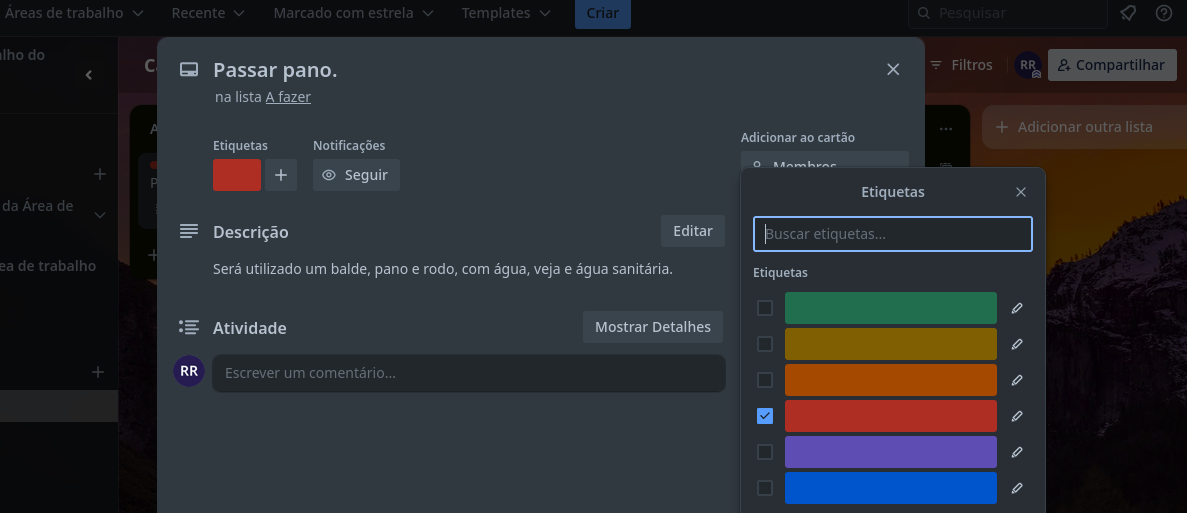 Áreas de trabalho Recente Marcado com estrela Templates Criar Pesquisar
lho do
Passar pano.
na lista A fazer
Filtros RR Compartilhar
Adicionar outra lista
Etiquetas Notificações Adicionar ao cartão
Seguir Membros
Etiquetas
da Área de
Descrição Editar
Buscar etiquetas...
ea de trabalho
Será utilizado um balde, pano e rodo, com água, veja e água sanitária.
Etiquetas
Atividade Mostrar Detalhes
RR Escrever um comentário...